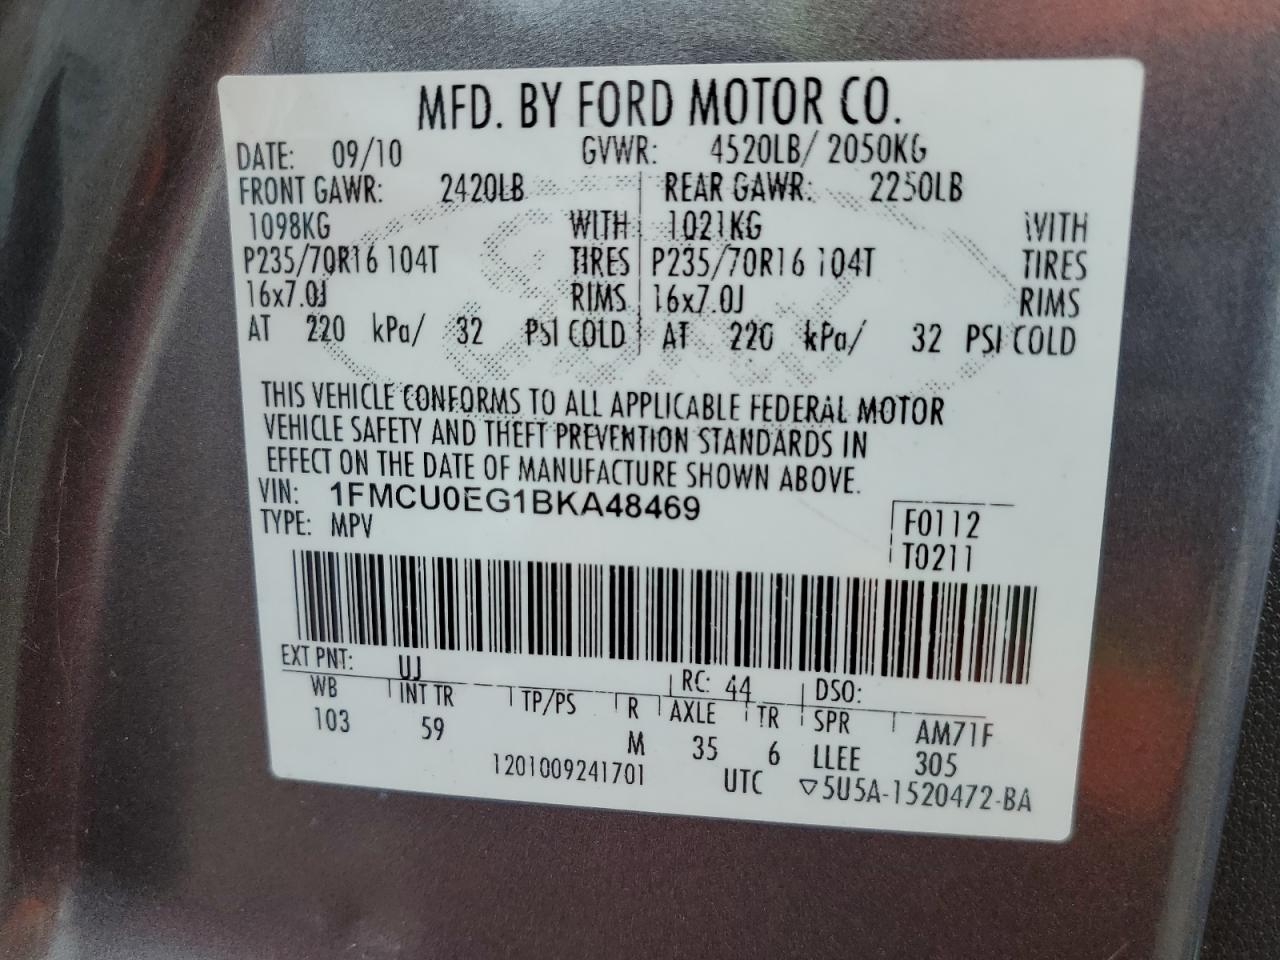 MFD. BY FORD MOTOR CO.
DATE: 09/10 GVWR: 4520LB/ 2050KG
FRONT GAWR: 2420LB REAR GAWR: 2250LB
1098KG WITH 1021KG WITH
P235/70R16 104T TIRES P235/70R16 104T TIRES
16x7.0J RIMS 16x7.0J RIMS
AT 220 kPa/ 32 PSI COLD AT 220 kPa/ 32 PSI COLD
THIS VEHICLE CONFORMS TO ALL APPLICABLE FEDERAL MOTOR
VEHICLE SAFETY AND THEFT PREVENTION STANDARDS IN
EFFECT ON THE DATE OF MANUFACTURE SHOWN ABOVE.
VIN: 1FMCU0EG1BKA48469
TYPE: MPV F0112
T0211
EXT PNT: UJ RC: 44 DSO:
WB INT TR TP/PS R AXLE TR SPR AM71F
103 59 M 35 6 LLEE 305
1201009241701 UTC ▽5U5A-1520472-BA